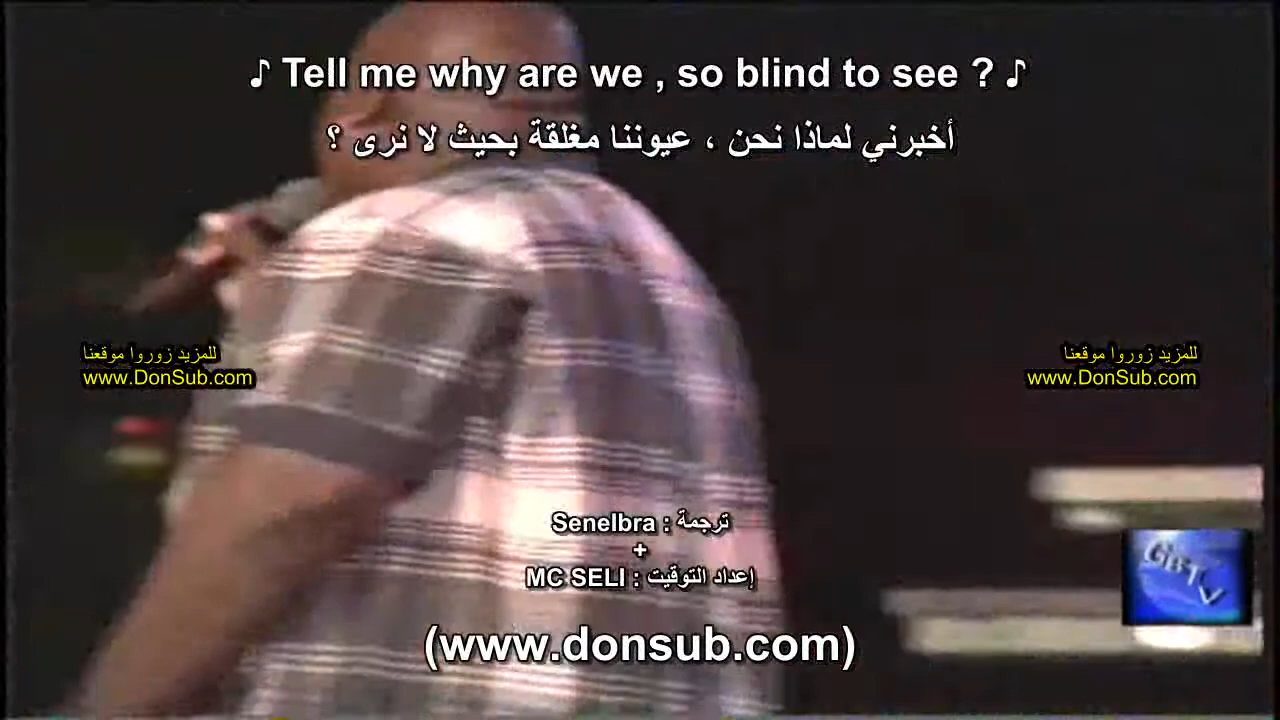 ♪ Tell me why are we , so blind to see ? ♪
أخبرني لماذا نحن ، عيوننا مغلقة بحيث لا نرى ؟
للمزيد زوروا موقعنا
www.DonSub.com
للمزيد زوروا موقعنا
www.DonSub.com
ترجمة : SeneIbra
+
إعداد التوقيت : MC SELI
GBTV
(www.donsub.com)